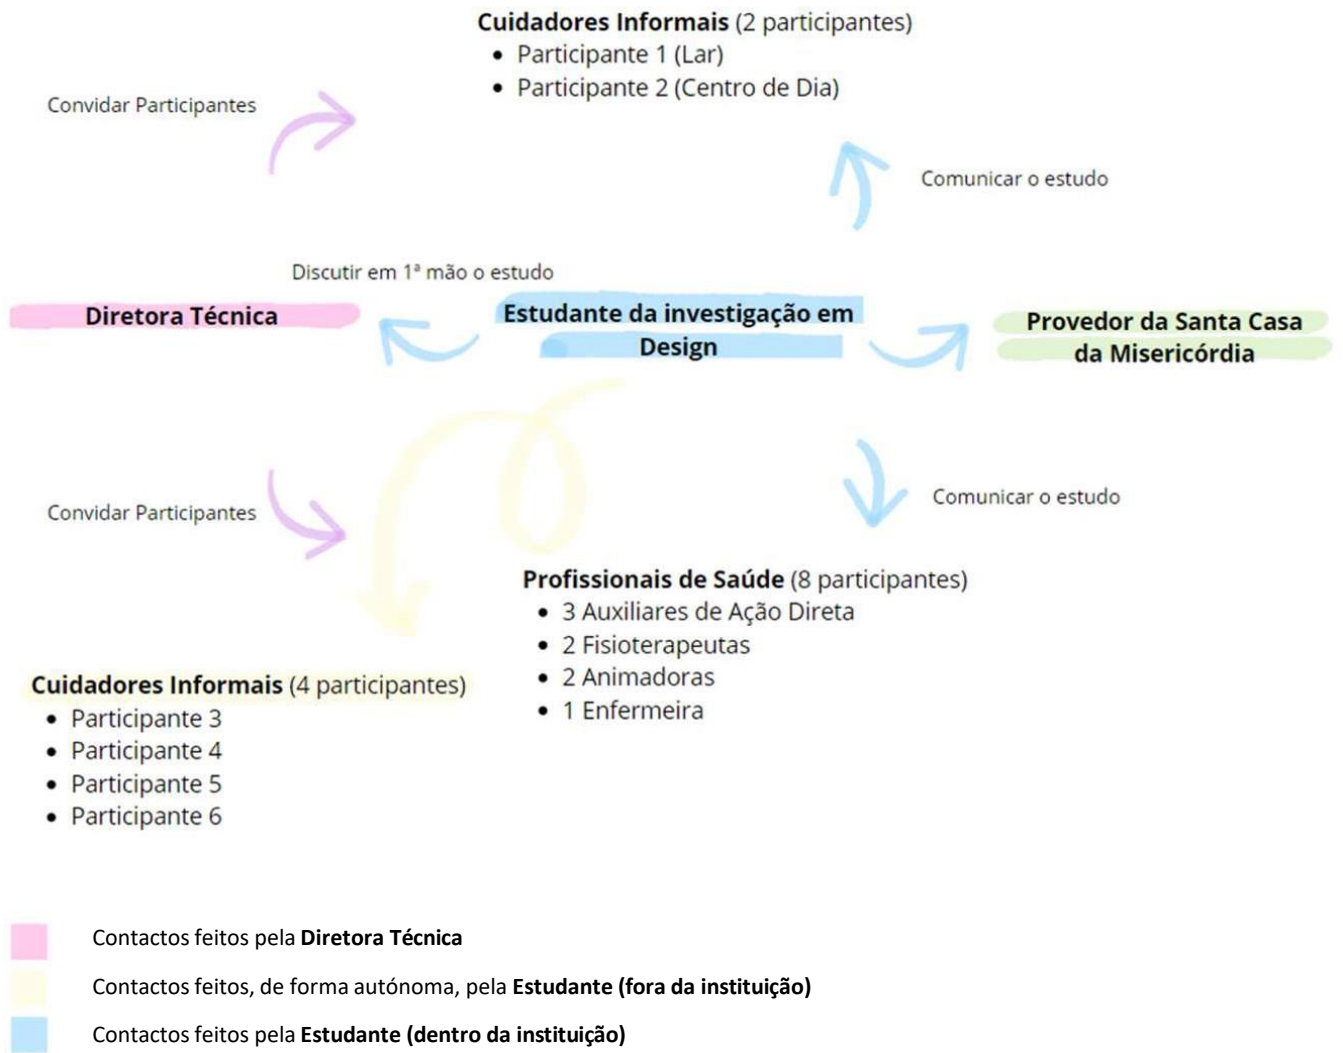 Cuidadores Informais (2 participantes)
• Participante 1 (Lar)
• Participante 2 (Centro de Dia)
Convidar Participantes
Comunicar o estudo
Discutir em 1ª mão o estudo
Diretora Técnica
Estudante da investigação em
Design
Provedor da Santa Casa
da Misericórdia
Convidar Participantes
Comunicar o estudo
Profissionais de Saúde (8 participantes)
• 3 Auxiliares de Ação Direta
• 2 Fisioterapeutas
• 2 Animadoras
• 1 Enfermeira
Cuidadores Informais (4 participantes)
• Participante 3
• Participante 4
• Participante 5
• Participante 6
Contactos feitos pela Diretora Técnica
Contactos feitos, de forma autónoma, pela Estudante (fora da instituição)
Contactos feitos pela Estudante (dentro da instituição)